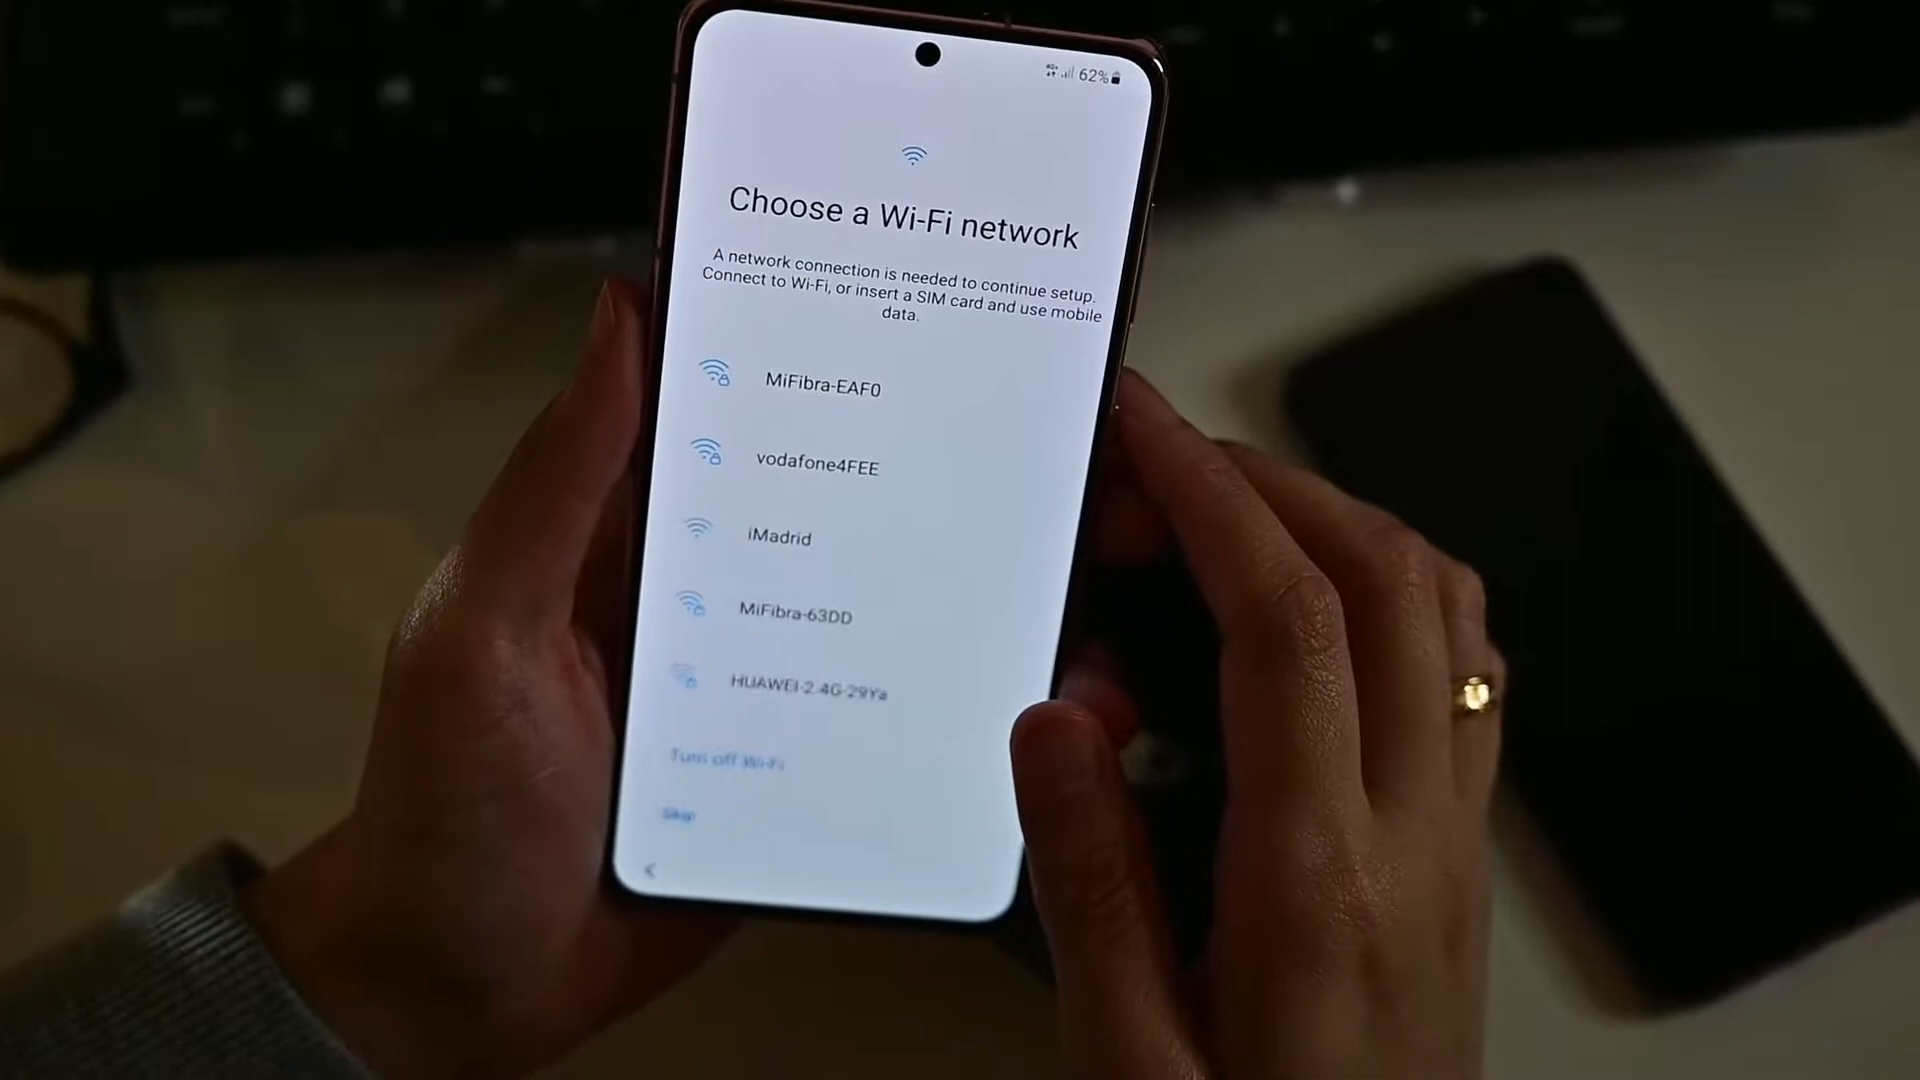 62%
Choose a Wi-Fi network
A network connection is needed to continue setup.
Connect to Wi-Fi, or insert a SIM card and use mobile
data.
MiFibra-EAF0
vodafone4FEE
iMadrid
MiFibra-63DD
HUAWEI-2.4G-29Ya
Turn off Wi-Fi
Skip